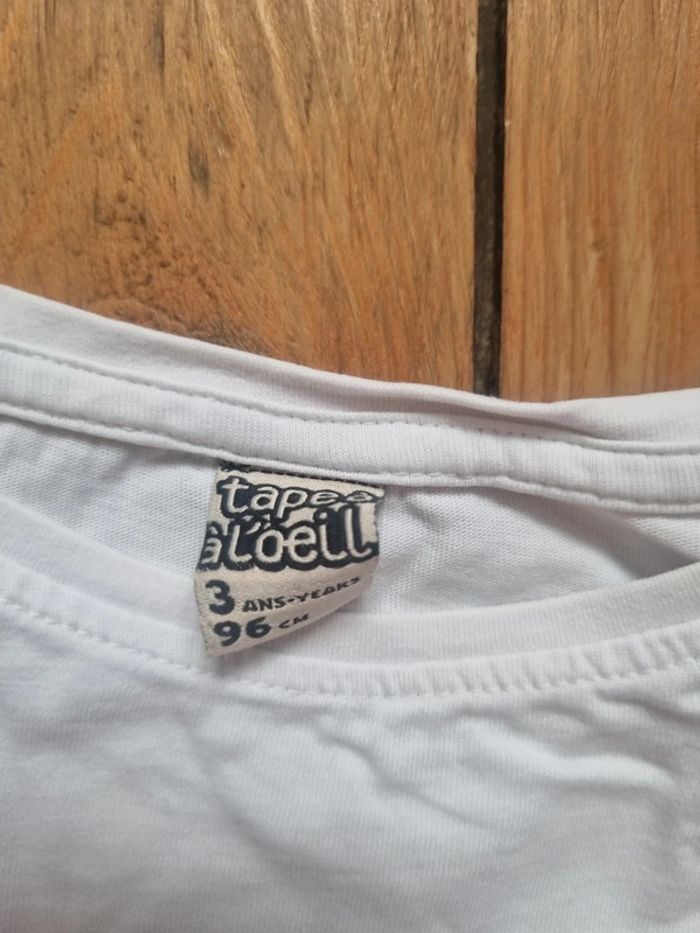 tape à
à l'oeil
3 ANS-YEARS
96 CM